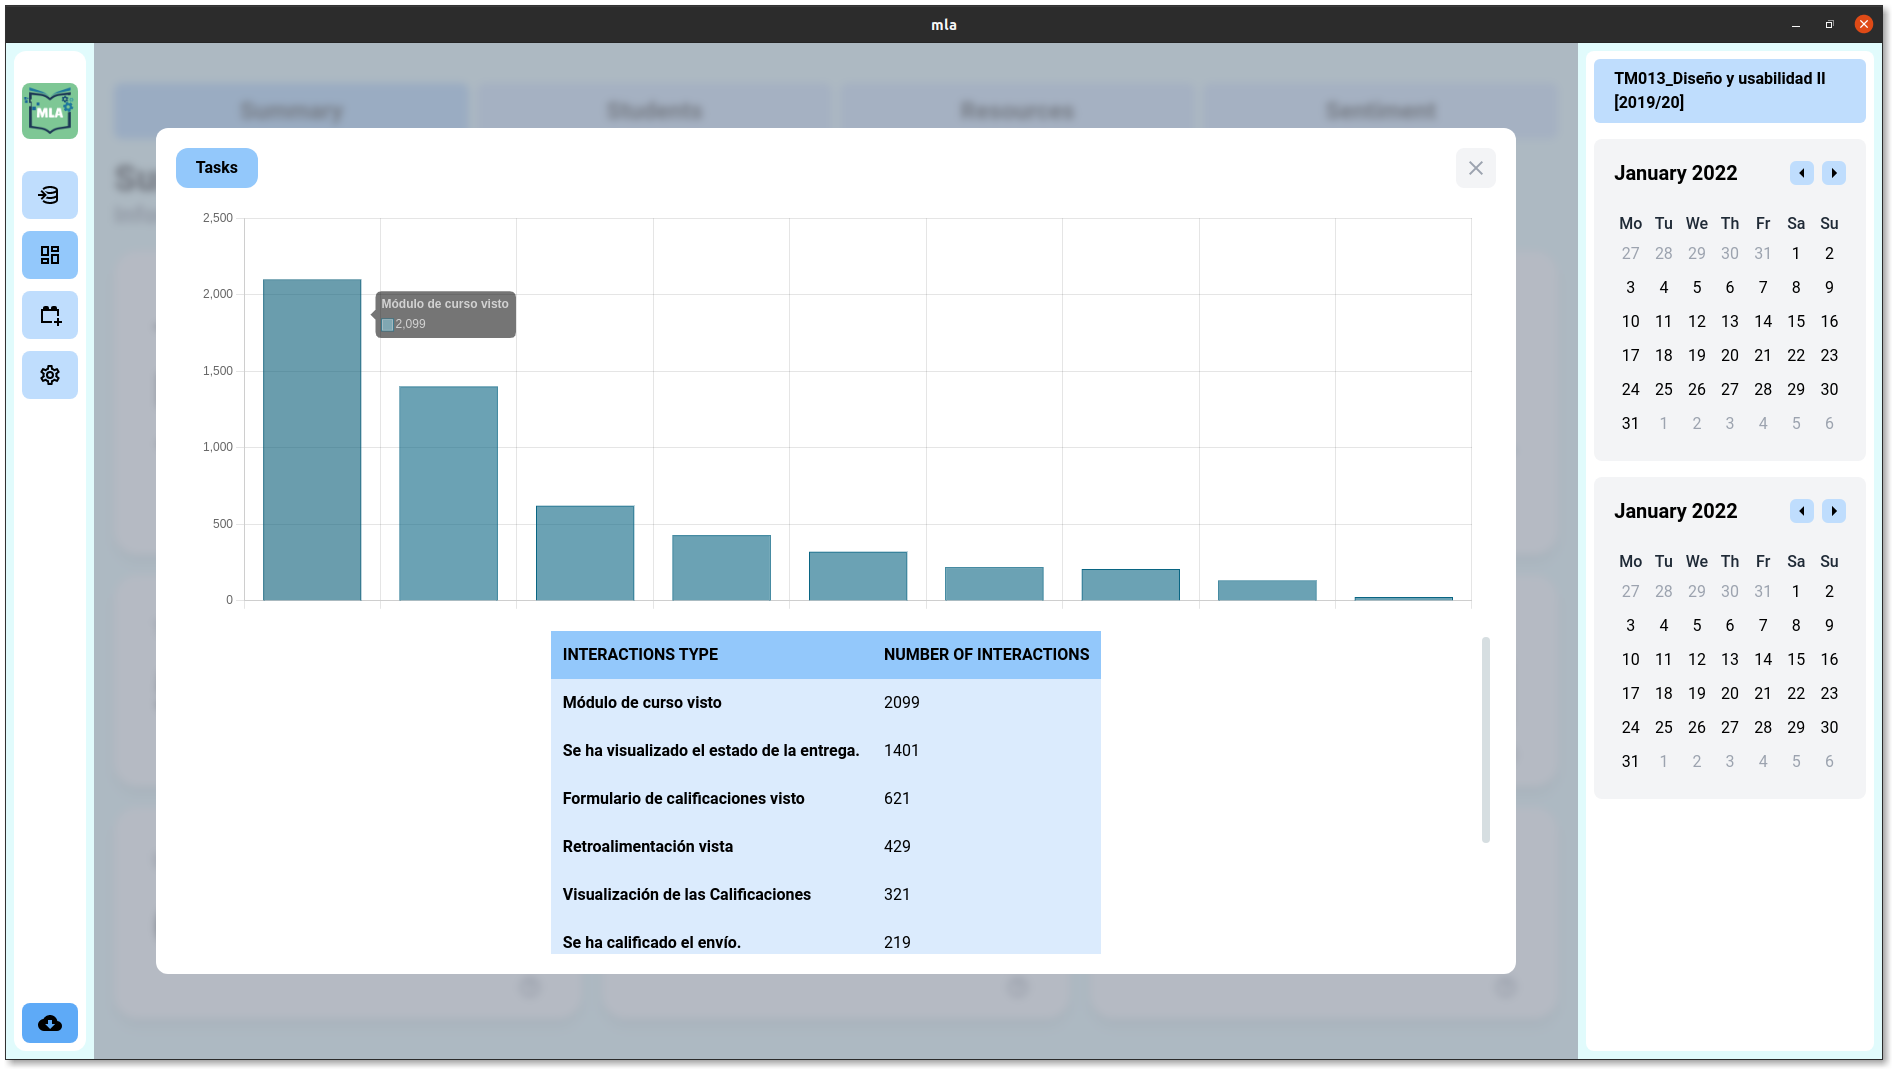 mla
MLA
Summary
Students
Resources
Sentiment
Tasks
2,500
2,000
1,500
1,000
500
0
Módulo de curso visto
2,099
INTERACTIONS TYPE NUMBER OF INTERACTIONS
Módulo de curso visto 2099
Se ha visualizado el estado de la entrega. 1401
Formulario de calificaciones visto 621
Retroalimentación vista 429
Visualización de las Calificaciones 321
Se ha calificado el envío. 219
TM013_Diseño y usabilidad II
[2019/20]
January 2022
Mo Tu We Th Fr Sa Su
27 28 29 30 31 1 2
3 4 5 6 7 8 9
10 11 12 13 14 15 16
17 18 19 20 21 22 23
24 25 26 27 28 29 30
31 1 2 3 4 5 6
January 2022
Mo Tu We Th Fr Sa Su
27 28 29 30 31 1 2
3 4 5 6 7 8 9
10 11 12 13 14 15 16
17 18 19 20 21 22 23
24 25 26 27 28 29 30
31 1 2 3 4 5 6